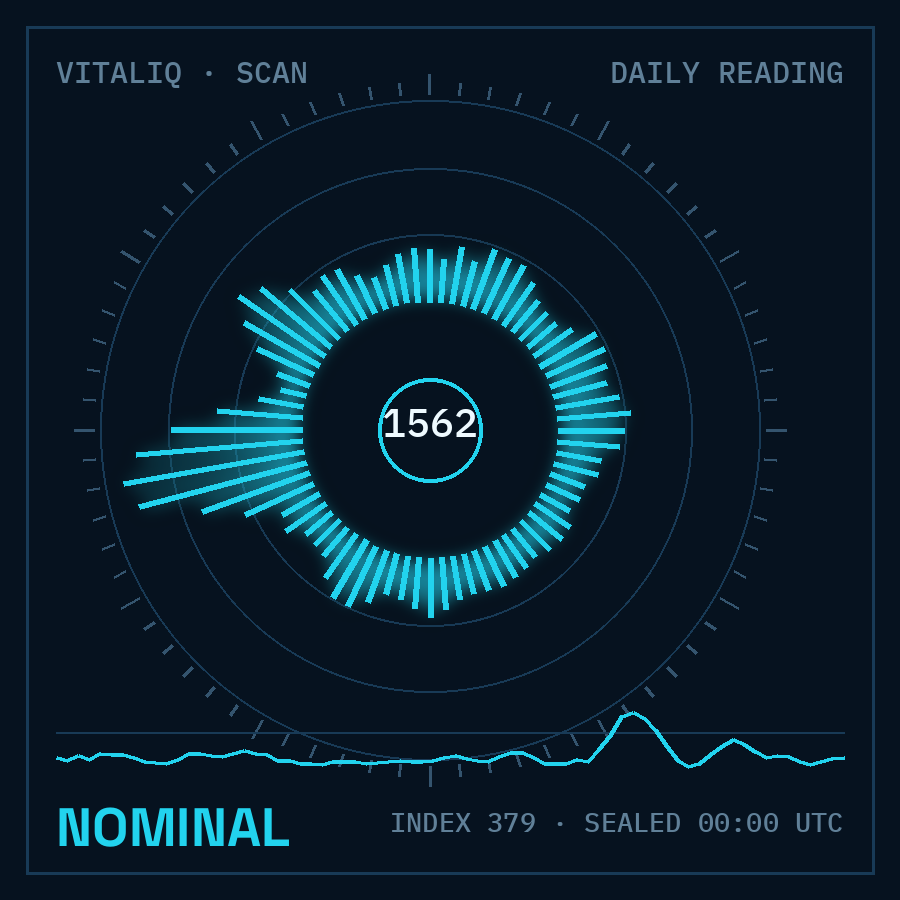 VITALIQ · SCAN
DAILY READING
1562
NOMINAL
INDEX 379 · SEALED 00:00 UTC